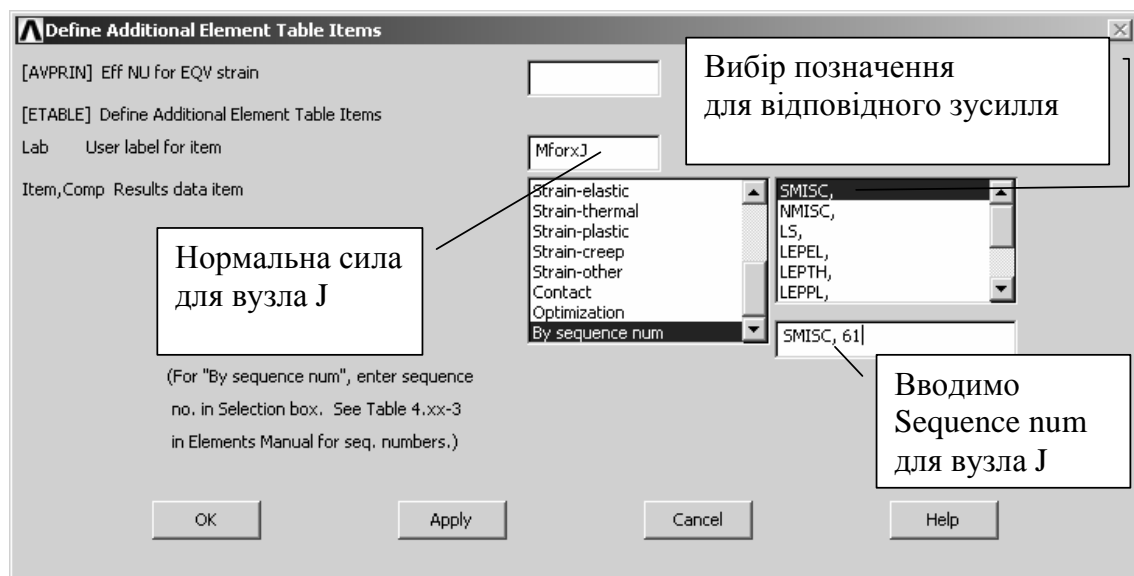 Define Additional Element Table Items
[AVPRIN] Eff NU for EQV strain
[ETABLE] Define Additional Element Table Items
Lab User label for item
MforxJ
Item,Comp Results data item
Strain-elastic
Strain-thermal
Strain-plastic
Strain-creep
Strain-other
Contact
Optimization
By sequence num
SMISC,
NMISC,
LS,
LEPEL,
LEPTH,
LEPPL,
SMISC, 61
Вибір позначення
для відповідного зусилля
Нормальна сила
для вузла J
Вводимо
Sequence num
для вузла J
(For "By sequence num", enter sequence
no. in Selection box. See Table 4.xx-3
in Elements Manual for seq. numbers.)
OK
Apply
Cancel
Help